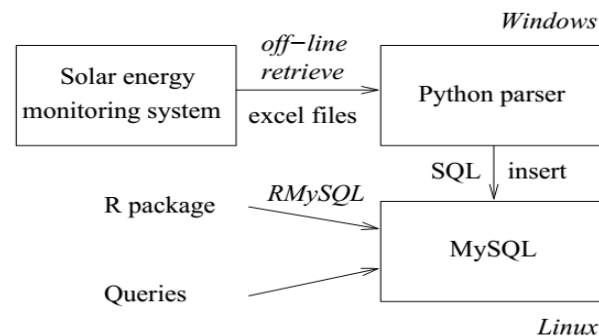 Windows
off-line
retrieve
Solar energy
monitoring system
excel files
Python parser
SQL insert
R package
RMySQL
MySQL
Queries
Linux